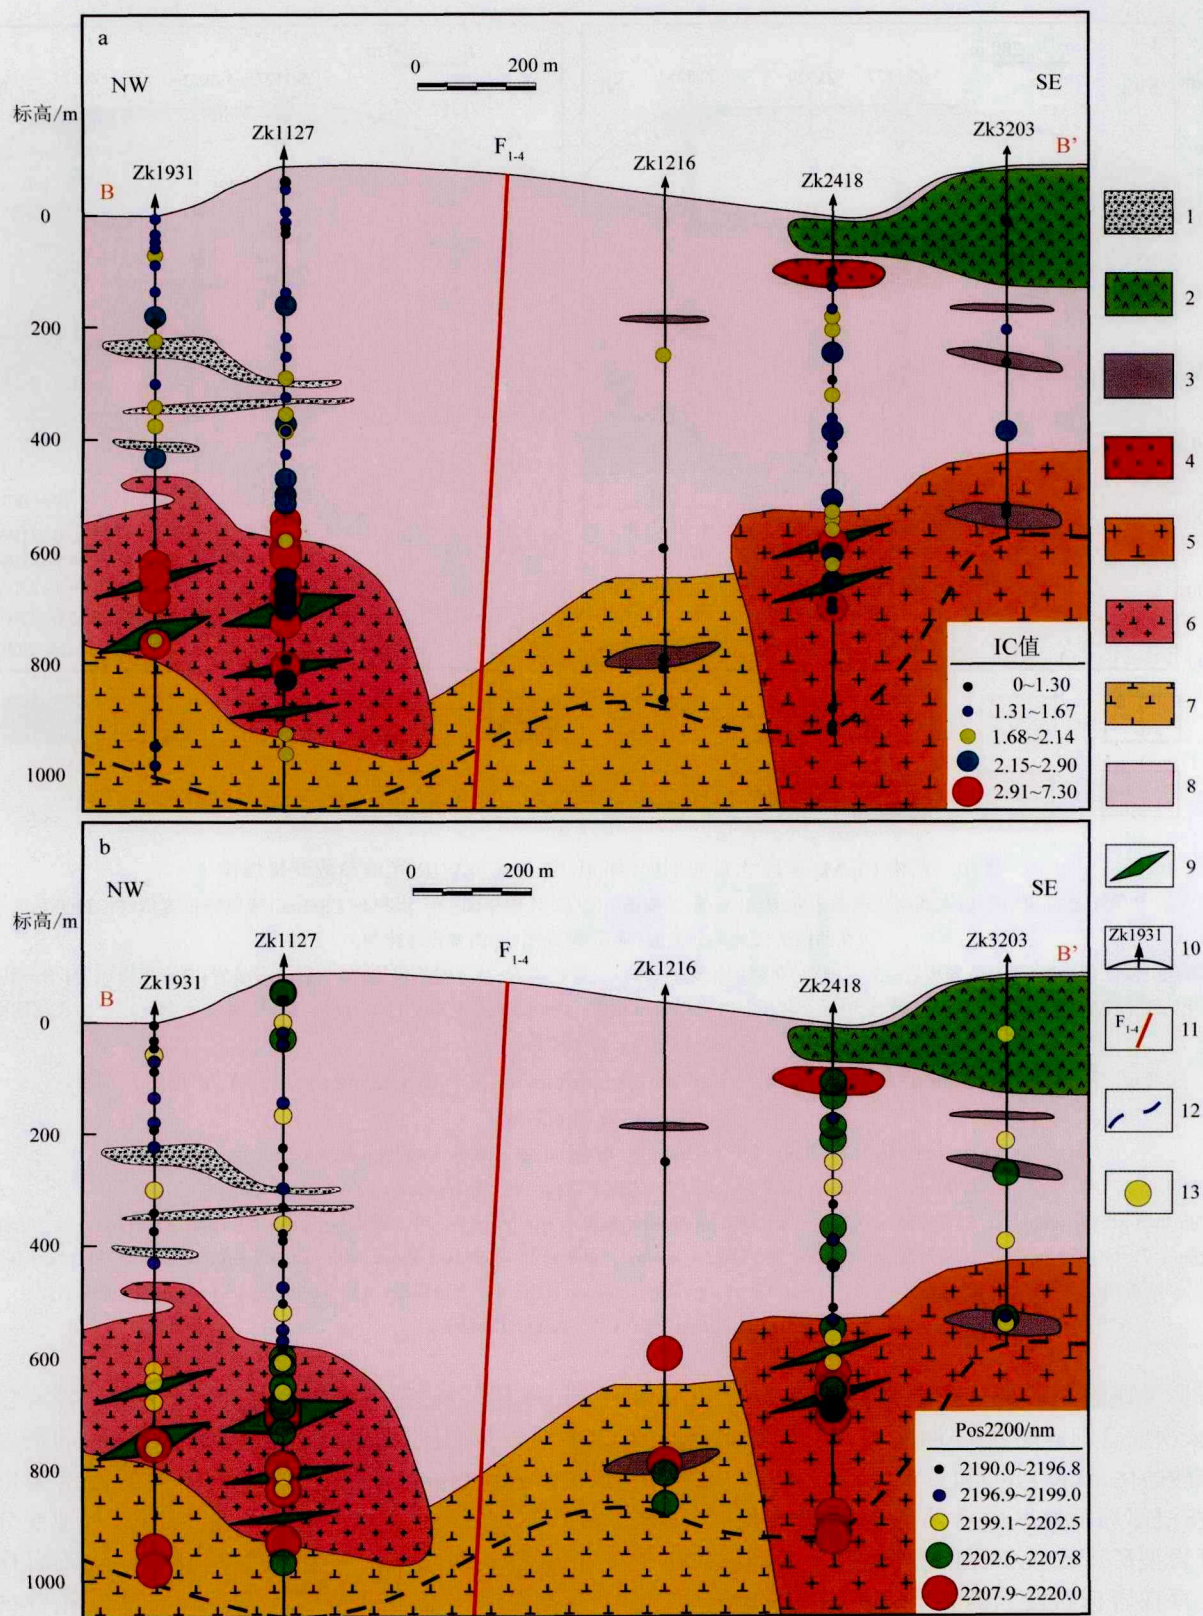 a
0 200 m
NW
SE
标高/m
Zk1931
Zk1127
F1-4
Zk1216
Zk2418
Zk3203
B
B'
0
200
400
600
800
1000
IC值
0~1.30
1.31~1.67
1.68~2.14
2.15~2.90
2.91~7.30
b
0 200 m
NW
SE
标高/m
Zk1931
Zk1127
F1-4
Zk1216
Zk2418
Zk3203
B
B'
0
200
400
600
800
1000
Pos2200/nm
2190.0~2196.8
2196.9~2199.0
2199.1~2202.5
2202.6~2207.8
2207.9~2220.0
1
2
3
4
5
6
7
8
9
Zk1931
10
F1-4
11
12
13